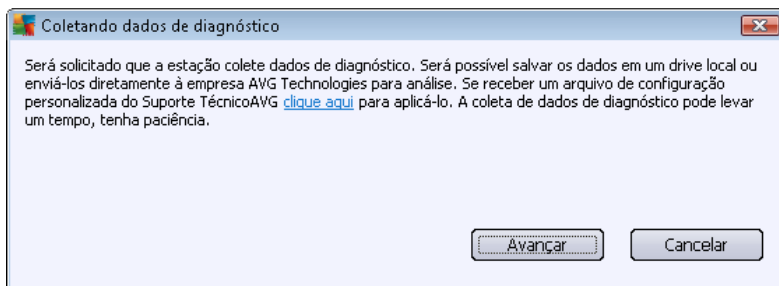 Coletando dados de diagnóstico
Será solicitado que a estação colete dados de diagnóstico. Será possível salvar os dados em um drive local ou
enviá-los diretamente à empresa AVG Technologies para análise. Se receber um arquivo de configuração
personalizada do Suporte TécnicoAVG clique aqui para aplicá-lo. A coleta de dados de diagnóstico pode levar
um tempo, tenha paciência.
Avançar
Cancelar